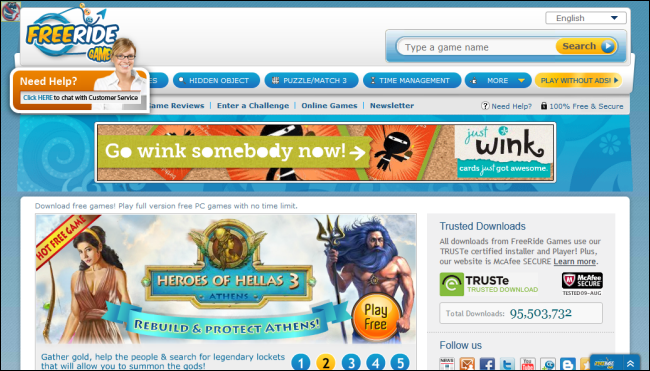 FREERIDE
GAMES
English
Type a game name
Search
Need Help?
Click HERE to chat with Customer Service
ES
HIDDEN OBJECT
PUZZLE/MATCH 3
TIME MANAGEMENT
MORE
PLAY WITHOUT ADS!
me Reviews
Enter a Challenge
Online Games
Newsletter
Need Help?
100% Free & Secure
Go wink somebody now!
just
wink
cards just got awesome.
Download free games! Play full version free PC games with no time limit.
HOT FREE GAME
HEROES OF HELLAS 3
ATHENS
REBUILD & PROTECT ATHENS!
Play
Free
Gather gold, help the people & search for legendary lockets
that will allow you to summon the gods!
1 2 3 4 5
Trusted Downloads
All downloads from FreeRide Games use our
TRUSTe certified Installer and Player! Plus,
our website is McAfee SECURE Learn more.
TRUSTe
TRUSTED DOWNLOAD
McAfee
SECURE
TESTED 09-AUG
Total Downloads: 95,503,732
Follow us
NEWS
You
Tube